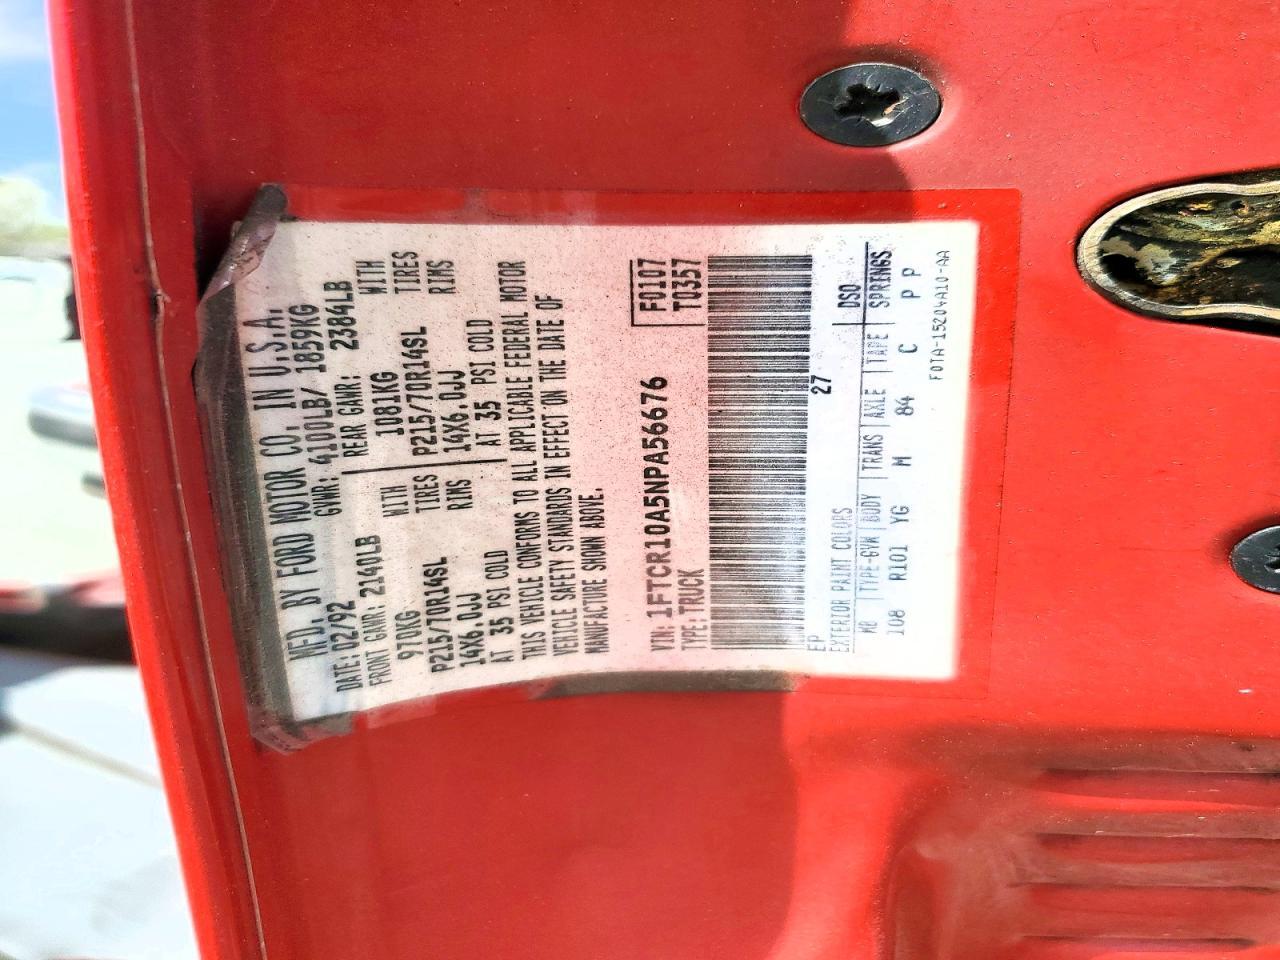 MFD. BY FORD MOTOR CO. IN U.S.A.
DATE: 02/92 GVWR: 4100LB/ 1859KG
FRONT GAWR: 2140LB REAR GAWR: 2384LB
970KG WITH 1081KG WITH
P215/70R14SL TIRES P215/70R14SL TIRES
14X6.0JJ RIMS 14X6.0JJ RIMS
AT 35 PSI COLD AT 35 PSI COLD
THIS VEHICLE CONFORMS TO ALL APPLICABLE FEDERAL MOTOR
VEHICLE SAFETY STANDARDS IN EFFECT ON THE DATE OF
MANUFACTURE SHOWN ABOVE.
VIN: 1FTCR10A5NPA56676 F0107
TYPE: TRUCK T0357
EP 27
EXTERIOR PAINT COLORS DSO
WB TYPE-GVW BODY TRANS AXLE TAPE SPRINGS
108 R101 YG M 84 C P P
F0TA-1520A10-AA